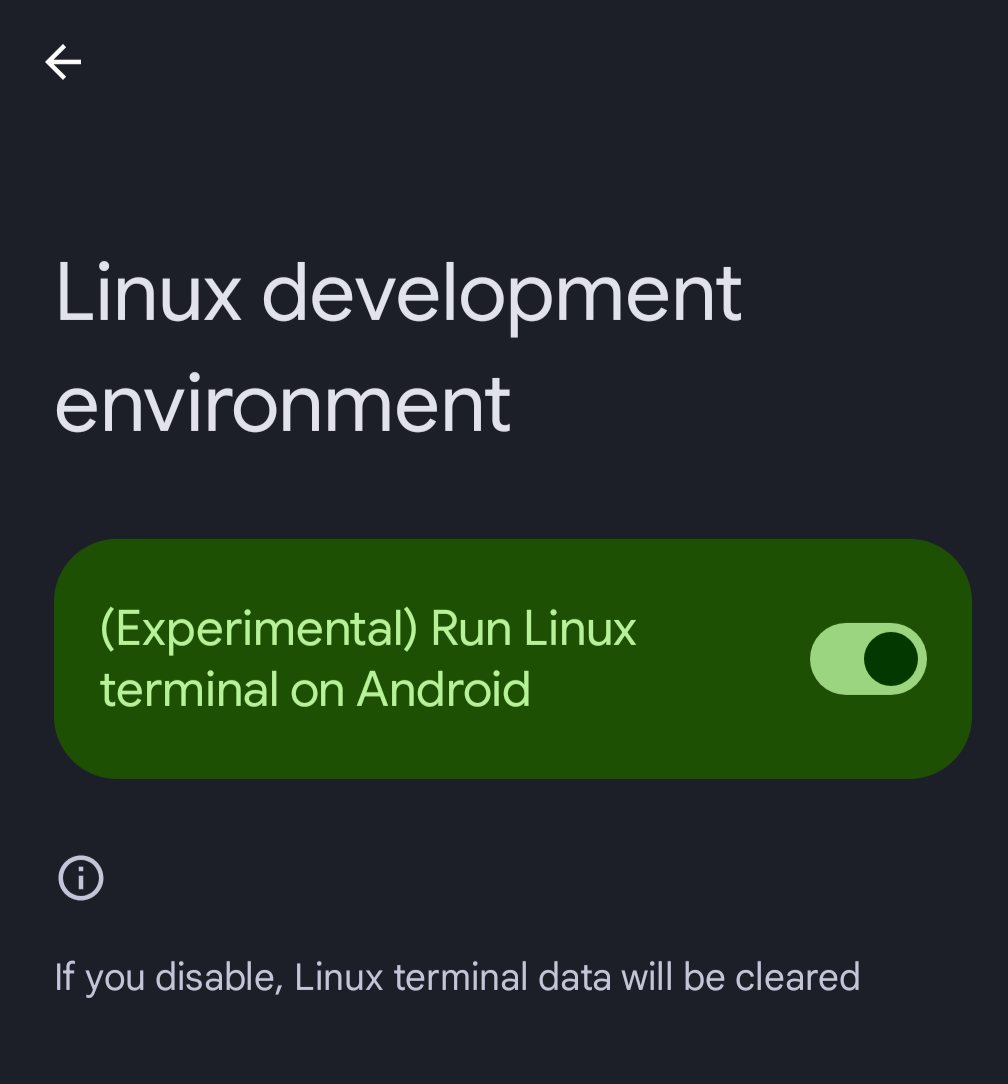 Linux development
environment
(Experimental) Run Linux
terminal on Android
If you disable, Linux terminal data will be cleared